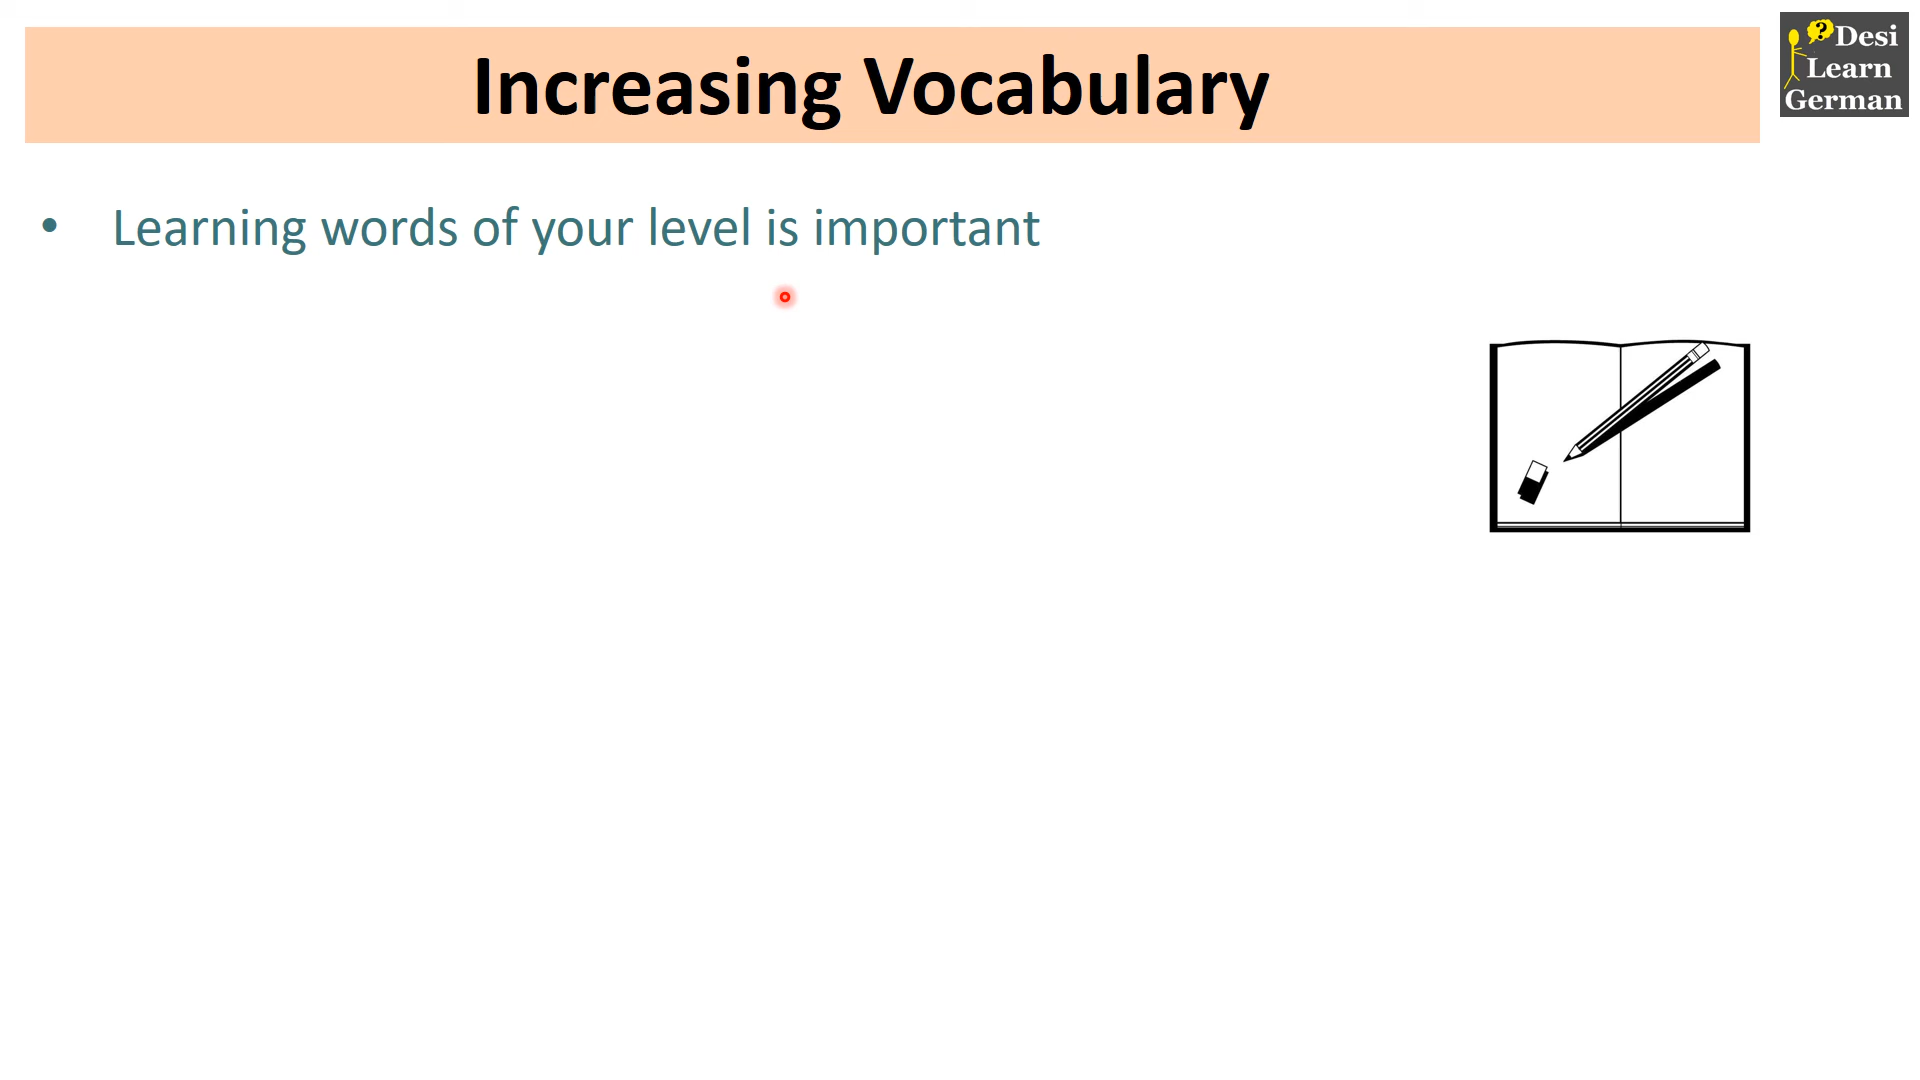 Increasing Vocabulary
? Desi
Learn
German
• Learning words of your level is important